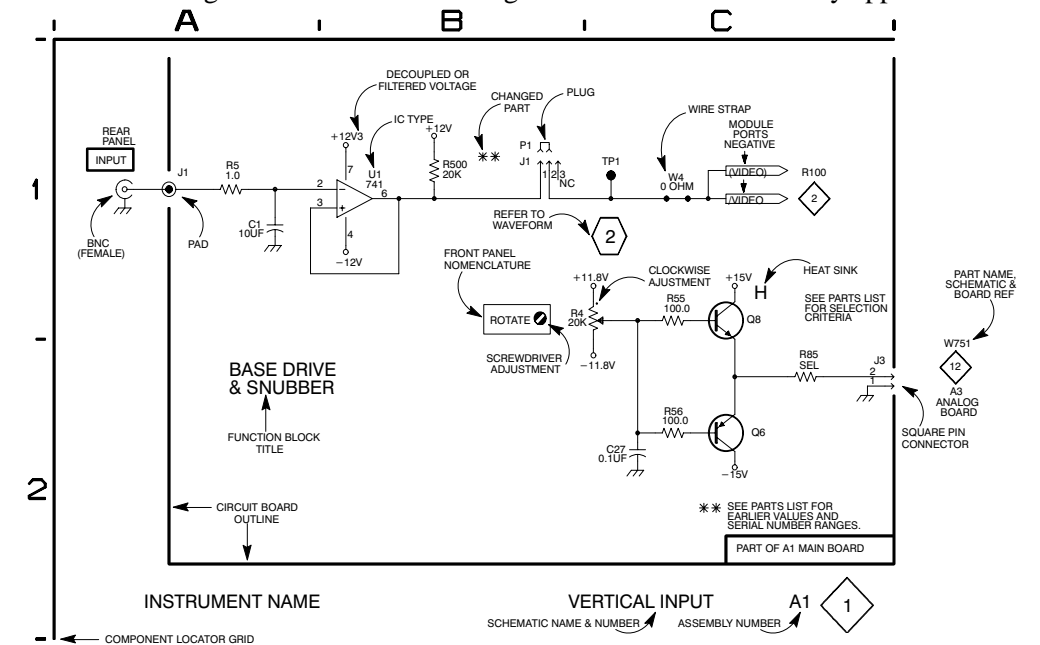 A B C
DECOUPLED OR
FILTERED VOLTAGE
CHANGED
PART
PLUG
WIRE STRAP
IC TYPE
+12V3
+12V
REAR
PANEL
INPUT
MODULE
PORTS
NEGATIVE
1
J1
R5
1.0
7
U1
741
R500
20K
**
P1
J1
1 2 3
NC
TP1
W4
0 OHM
(VIDEO)
/VIDEO
R100
2
2
3
6
4
−12V
C1
10UF
BNC
(FEMALE)
PAD
REFER TO
WAVEFORM
2
FRONT PANEL
NOMENCLATURE
+11.8V
CLOCKWISE
AJUSTMENT
+15V
H
HEAT SINK
SEE PARTS LIST
FOR SELECTION
CRITERIA
PART NAME,
SCHEMATIC &
BOARD REF
ROTATE
R4
20K
R55
100.0
Q8
SCREWDRIVER
ADJUSTMENT
−11.8V
R85
SEL
J3
2
1
W751
12
A3
ANALOG
BOARD
BASE DRIVE
& SNUBBER
FUNCTION BLOCK
TITLE
R56
100.0
Q6
C27
0.1UF
−15V
SQUARE PIN
CONNECTOR
2
CIRCUIT BOARD
OUTLINE
** SEE PARTS LIST FOR
EARLIER VALUES AND
SERIAL NUMBER RANGES.
PART OF A1 MAIN BOARD
INSTRUMENT NAME
VERTICAL INPUT A1 1
SCHEMATIC NAME & NUMBER
ASSEMBLY NUMBER
COMPONENT LOCATOR GRID